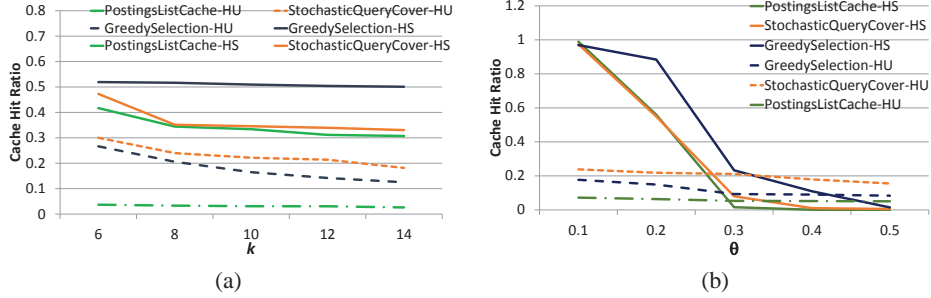 PostingsListCache-HU
StochasticQueryCover-HU
GreedySelection-HU
GreedySelection-HS
PostingsListCache-HS
StochasticQueryCover-HS
Cache Hit Ratio
0.8
0.7
0.6
0.5
0.4
0.3
0.2
0.1
0
6
8
10
12
14
k
(a)
PostingsListCache-HS
StochasticQueryCover-HS
GreedySelection-HS
GreedySelection-HU
StochasticQueryCover-HU
PostingsListCache-HU
Cache Hit Ratio
1.2
1
0.8
0.6
0.4
0.2
0
0.1
0.2
0.3
0.4
0.5
θ
(b)